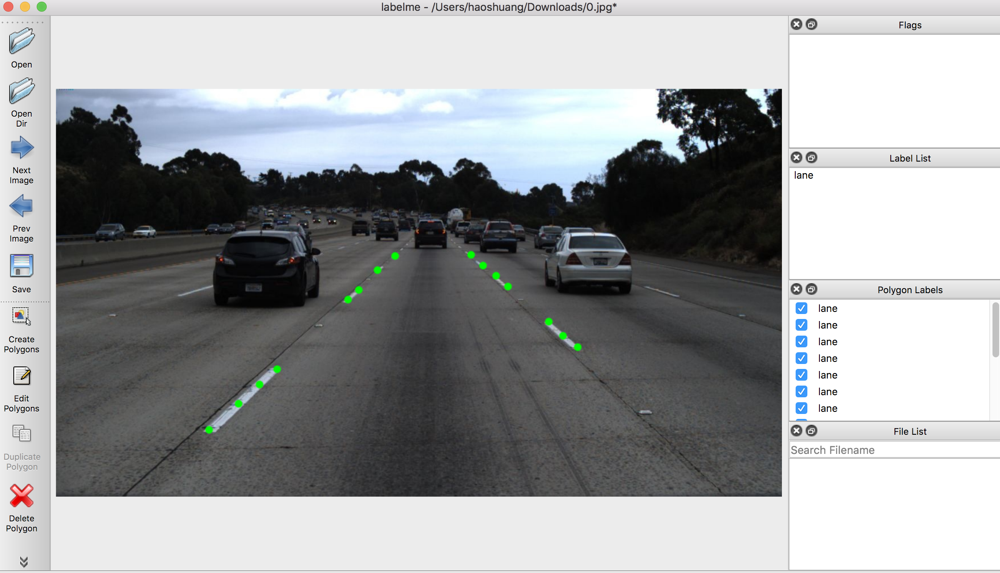 labelme - /Users/haoshuang/Downloads/0.jpg*
Open
Open
Dir
Next
Image
Prev
Image
Save
Create
Polygons
Edit
Polygons
Duplicate
Polygon
Delete
Polygon
Flags
Label List
lane
Polygon Labels
lane
lane
lane
lane
lane
lane
lane
File List
Search Filename